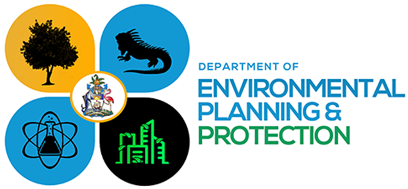 DEPARTMENT OF
ENVIRONMENTAL
PLANNING &
PROTECTION